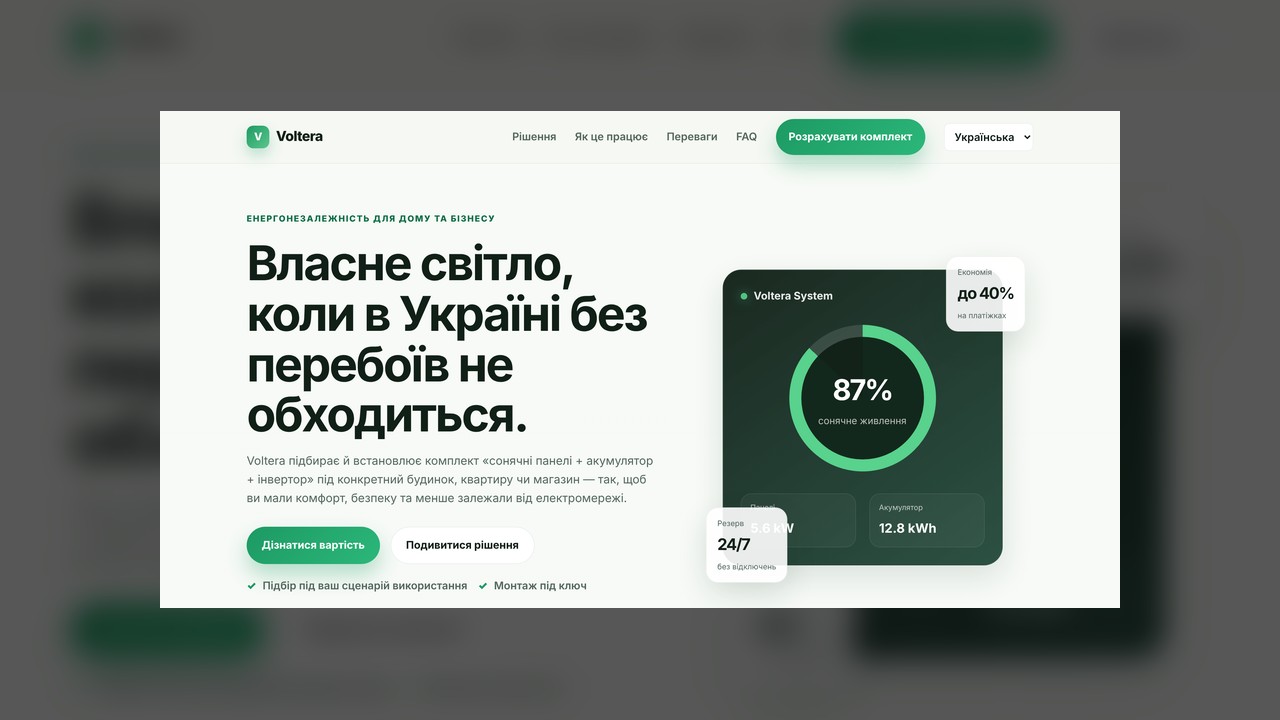 V Voltera
Рішення Як це працює Переваги FAQ Розрахувати комплект Українська
ЕНЕРГОНЕЗАЛЕЖНІСТЬ ДЛЯ ДОМУ ТА БІЗНЕСУ
Власне світло,
коли в Україні без
перебоїв не
обходиться.
Voltera підбирає й встановлює комплект «сонячні панелі + акумулятор
+ інвертор» під конкретний будинок, квартиру чи магазин — так, щоб
ви мали комфорт, безпеку та менше залежали від електромережі.
Дізнатися вартість Подивитися рішення
✓ Підбір під ваш сценарій використання ✓ Монтаж під ключ
Voltera System
Економія
до 40%
на платіжках
87%
сонячне живлення
Панелі
5.6 kW
Акумулятор
12.8 kWh
Резерв
24/7
без відключень